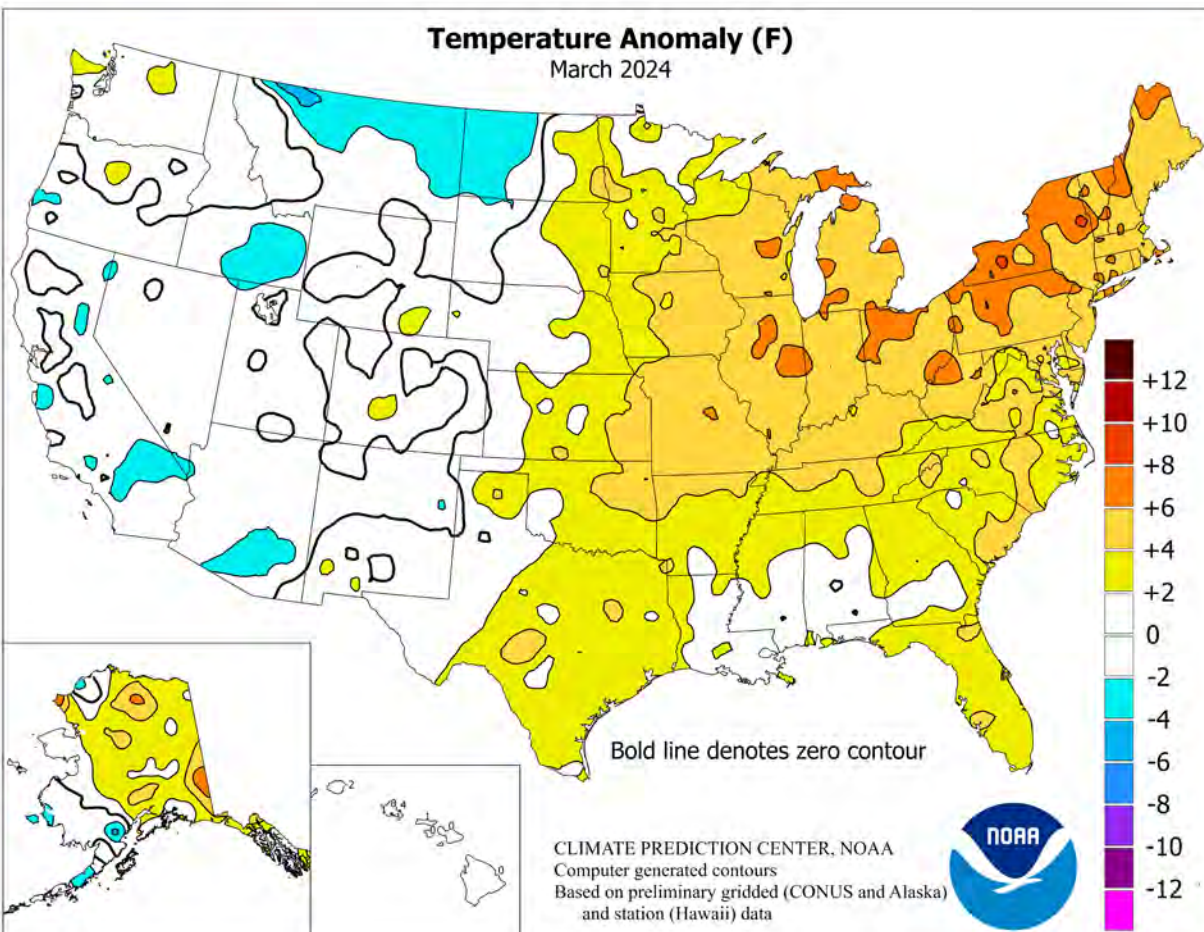 Temperature Anomaly (F)
March 2024
+12
+10
+8
+6
+4
+2
0
-2
-4
-6
-8
-10
-12
Bold line denotes zero contour
2
0
CLIMATE PREDICTION CENTER, NOAA
Computer generated contours
Based on preliminary gridded (CONUS and Alaska)
and station (Hawaii) data
NOAA